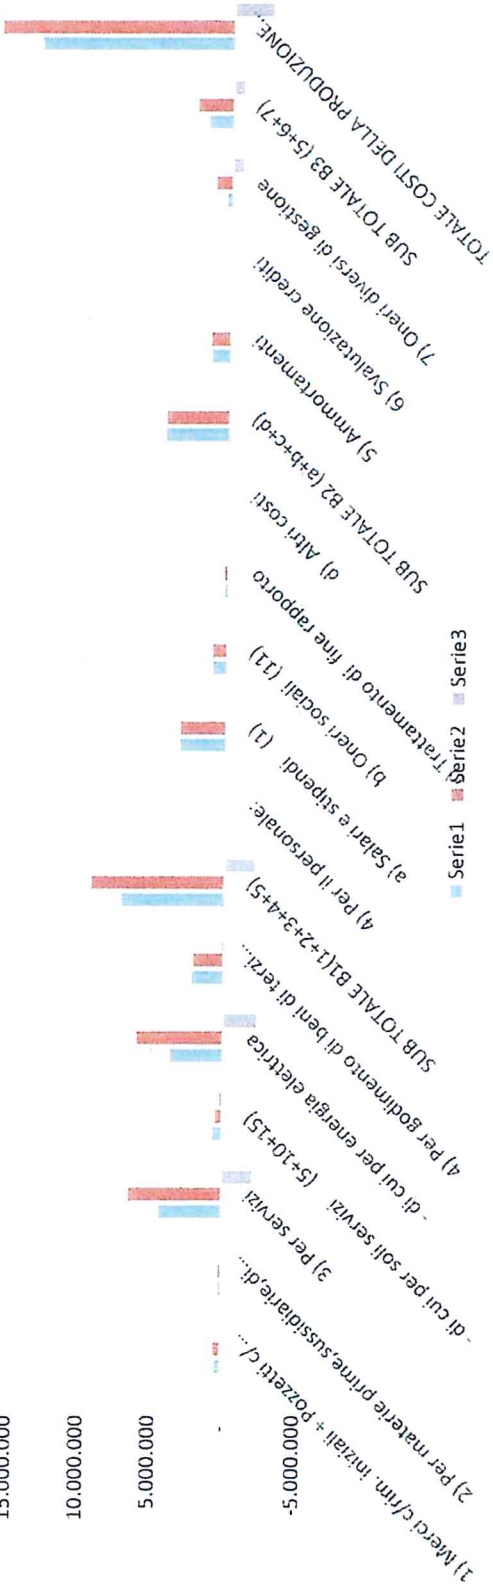 15.000.000
10.000.000
5.000.000
-
-5.000.000
1) Merci c/rim. iniziali + Pozzetti c/...
2) Per materie prime,sussidiarie,di...
3) Per servizi
- di cui per soli servizi (5+10+15)
- di cui per energia elettrica
4) Per godimento di beni di terzi...
SUB TOTALE B1(1+2+3+4+5)
4) Per il personale:
a) Salari e stipendi (1)
b) Oneri sociali (11)
Trattamento di fine rapporto
d) Altri costi
SUB TOTALE B2 (a+b+c+d)
5) Ammortamenti
6) Svalutazione crediti
7) Oneri diversi di gestione
SUB TOTALE B3 (5+6+7)
TOTALE COSTI DELLA PRODUZIONE...
Serie1 Serie2 Serie3